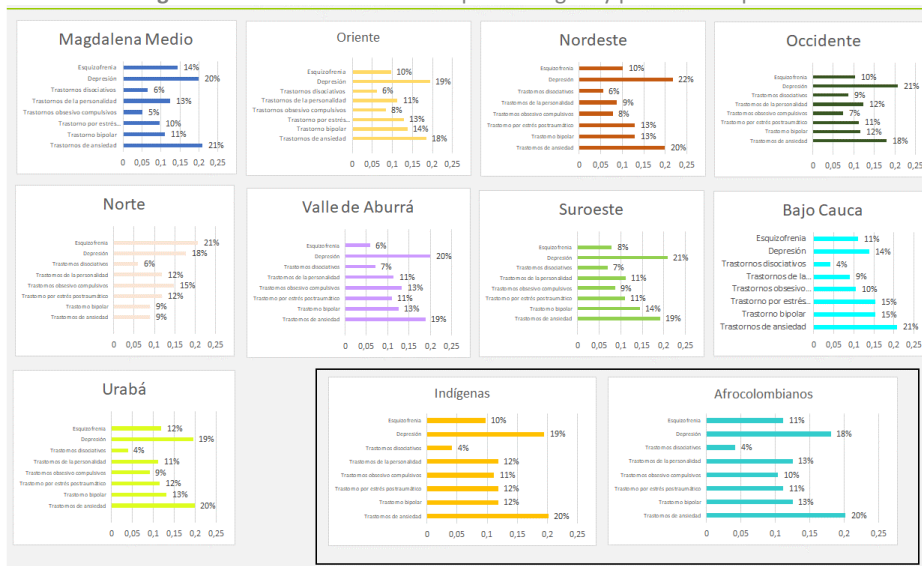 Magdalena Medio
Esquizofrenia 14%
Depresión 20%
Trastornos disociativos 6%
Trastornos de la personalidad 13%
Trastornos obsesivo compulsivos 5%
Trastorno por estrés... 10%
Trastorno bipolar 11%
Trastornos de ansiedad 21%
0 0,05 0,1 0,15 0,2 0,25
Oriente
Esquizofrenia 10%
Depresión 19%
Trastornos disociativos 6%
Trastornos de la personalidad 11%
Trastornos obsesivo compulsivos 8%
Trastorno por estrés... 13%
Trastorno bipolar 14%
Trastornos de ansiedad 18%
0 0,05 0,1 0,15 0,2 0,25
Nordeste
Esquizofrenia 10%
Depresión 22%
Trastornos disociativos 6%
Trastornos de la personalidad 9%
Trastornos obsesivo compulsivos 8%
Trastorno por estrés postraumático 13%
Trastorno bipolar 13%
Trastornos de ansiedad 20%
0 0,05 0,1 0,15 0,2 0,25
Occidente
Esquizofrenia 10%
Depresión 21%
Trastornos disociativos 9%
Trastornos de la personalidad 12%
Trastornos obsesivo compulsivos 7%
Trastorno por estrés postraumático 11%
Trastorno bipolar 12%
Trastornos de ansiedad 18%
0 0,05 0,1 0,15 0,2 0,25
Norte
Esquizofrenia 21%
Depresión 18%
Trastornos disociativos 6%
Trastornos de la personalidad 12%
Trastornos obsesivo compulsivos 15%
Trastorno por estrés postraumático 12%
Trastorno bipolar 9%
Trastornos de ansiedad 9%
0 0,05 0,1 0,15 0,2 0,25
Valle de Aburrá
Esquizofrenia 6%
Depresión 20%
Trastornos disociativos 7%
Trastornos de la personalidad 11%
Trastornos obsesivo compulsivos 13%
Trastorno por estrés postraumático 11%
Trastorno bipolar 13%
Trastornos de ansiedad 19%
0 0,05 0,1 0,15 0,2 0,25
Suroeste
Esquizofrenia 8%
Depresión 21%
Trastornos disociativos 7%
Trastornos de la personalidad 11%
Trastornos obsesivo compulsivos 9%
Trastorno por estrés postraumático 11%
Trastorno bipolar 14%
Trastornos de ansiedad 19%
0 0,05 0,1 0,15 0,2 0,25
Bajo Cauca
Esquizofrenia 11%
Depresión 14%
Trastornos disociativos 4%
Trastornos de la... 9%
Trastornos obsesivo... 10%
Trastorno por estrés... 15%
Trastorno bipolar 15%
Trastornos de ansiedad 21%
0 0,05 0,1 0,15 0,2 0,25
Urabá
Esquizofrenia 12%
Depresión 19%
Trastornos disociativos 4%
Trastornos de la personalidad 11%
Trastornos obsesivo compulsivos 9%
Trastorno por estrés postraumático 12%
Trastorno bipolar 13%
Trastornos de ansiedad 20%
0 0,05 0,1 0,15 0,2 0,25
Indígenas
Esquizofrenia 10%
Depresión 19%
Trastornos disociativos 4%
Trastornos de la personalidad 12%
Trastornos obsesivo compulsivos 11%
Trastorno por estrés postraumático 12%
Trastorno bipolar 12%
Trastornos de ansiedad 20%
0 0,05 0,1 0,15 0,2 0,25
Afrocolombianos
Esquizofrenia 11%
Depresión 18%
Trastornos disociativos 4%
Trastornos de la personalidad 13%
Trastornos obsesivo compulsivos 10%
Trastorno por estrés postraumático 11%
Trastorno bipolar 13%
Trastornos de ansiedad 20%
0 0,05 0,1 0,15 0,2 0,25